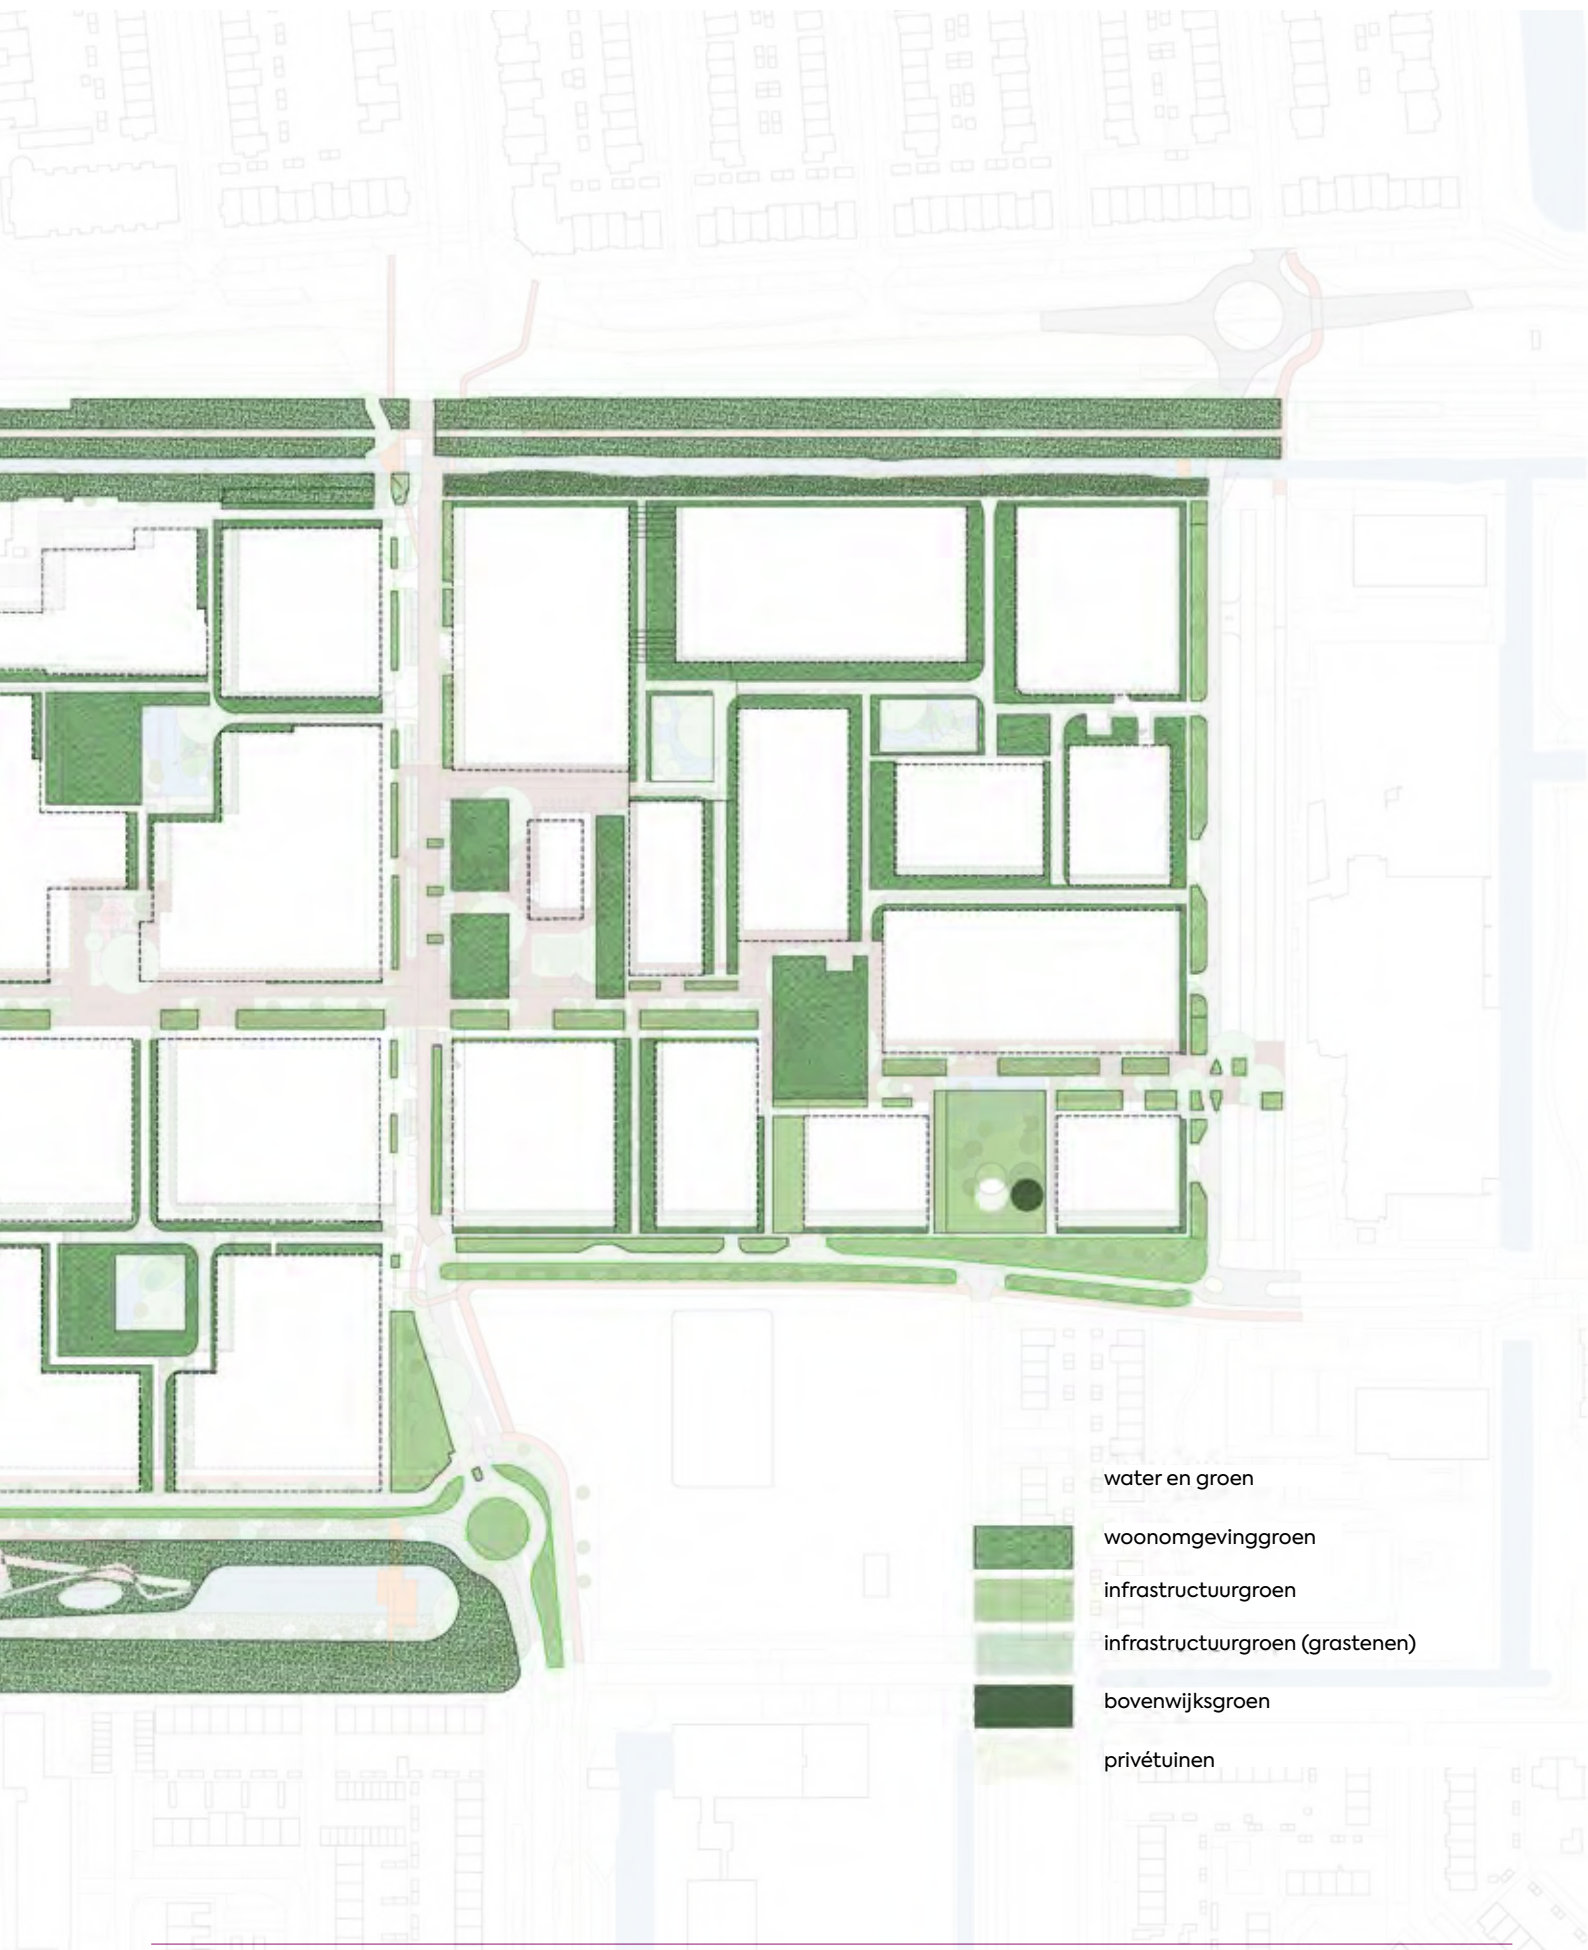 water en groen
woonomgevinggroen
infrastructuurgroen
infrastructuurgroen (grastenen)
bovenwijksgroen
privétuinen